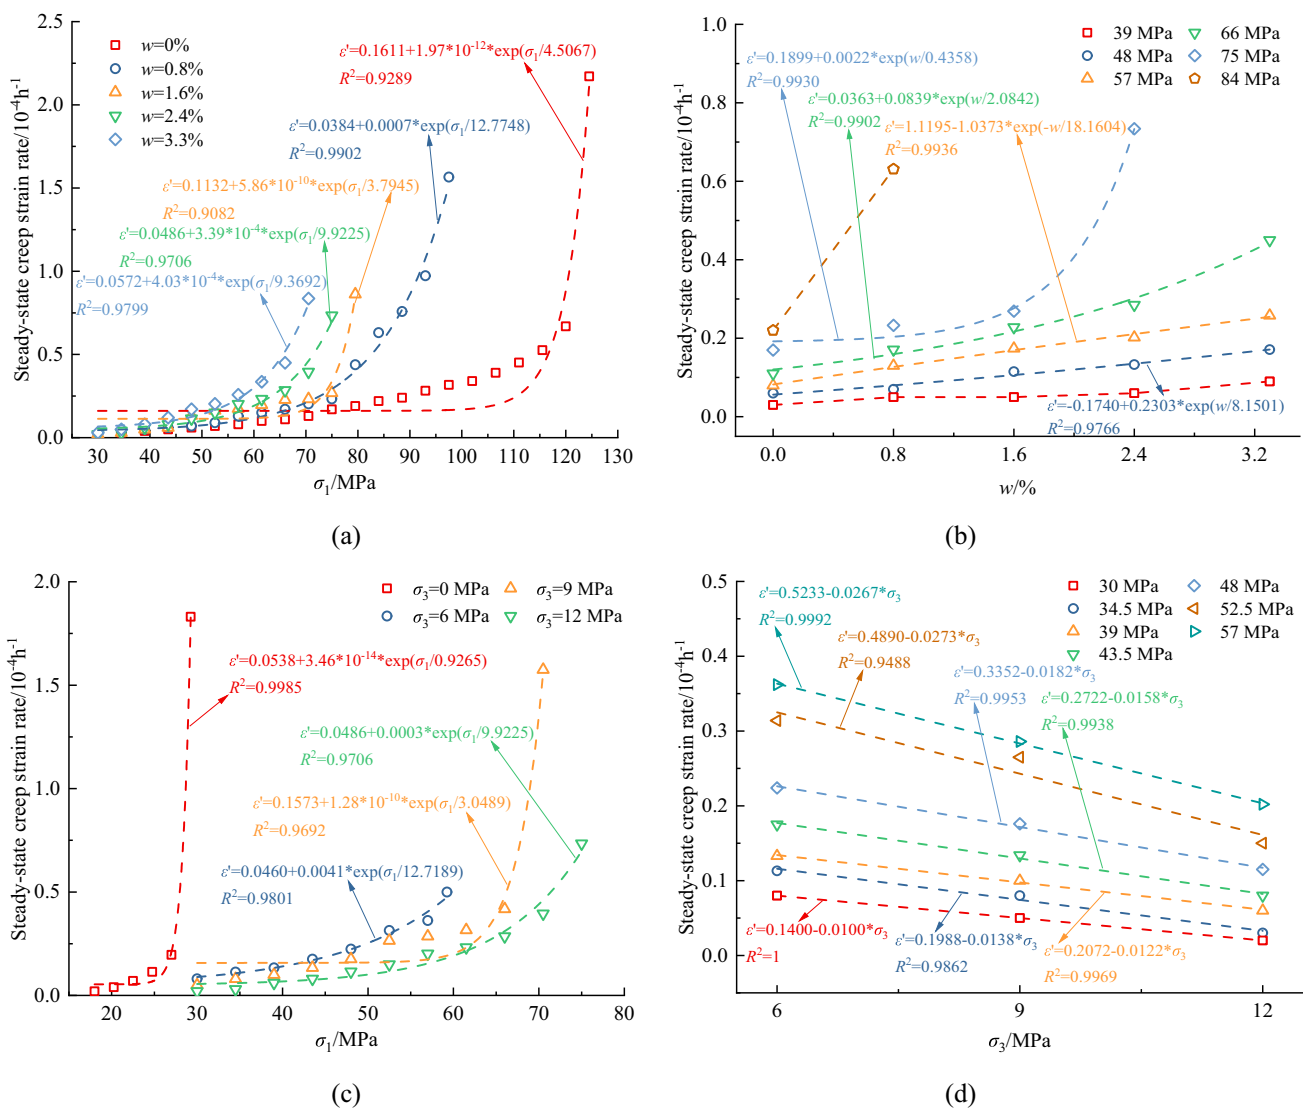 Steady-state creep strain rate/10⁻⁴h⁻¹
2.5
2.0
1.5
1.0
0.5
0.0
w=0%
w=0.8%
w=1.6%
w=2.4%
w=3.3%
ε'=0.1611+1.97*10⁻¹²*exp(σ₁/4.5067)
R²=0.9289
ε'=0.0384+0.0007*exp(σ₁/12.7748)
R²=0.9902
ε'=0.1132+5.86*10⁻¹⁰*exp(σ₁/3.7945)
R²=0.9082
ε'=0.0486+3.39*10⁻⁴*exp(σ₁/9.9225)
R²=0.9706
ε'=0.0572+4.03*10⁻⁴*exp(σ₁/9.3692)
R²=0.9799
30 40 50 60 70 80 90 100 110 120 130
σ₁/MPa
(a)
Steady-state creep strain rate/10⁻⁴h⁻¹
1.0
0.8
0.6
0.4
0.2
0.0
39 MPa
48 MPa
57 MPa
66 MPa
75 MPa
84 MPa
ε'=0.1899+0.0022*exp(w/0.4358)
R²=0.9930
ε'=0.0363+0.0839*exp(w/2.0842)
R²=0.9902
ε'=1.1195-1.0373*exp(-w/18.1604)
R²=0.9936
ε'=-0.1740+0.2303*exp(w/8.1501)
R²=0.9766
0.0 0.8 1.6 2.4 3.2
w/%
(b)
Steady-state creep strain rate/10⁻⁴h⁻¹
2.0
1.5
1.0
0.5
0.0
σ₃=0 MPa
σ₃=6 MPa
σ₃=9 MPa
σ₃=12 MPa
ε'=0.0538+3.46*10⁻¹⁴*exp(σ₁/0.9265)
R²=0.9985
ε'=0.0486+0.0003*exp(σ₁/9.9225)
R²=0.9706
ε'=0.1573+1.28*10⁻¹⁰*exp(σ₁/3.0489)
R²=0.9692
ε'=0.0460+0.0041*exp(σ₁/12.7189)
R²=0.9801
20 30 40 50 60 70 80
σ₁/MPa
(c)
Steady-state creep strain rate/10⁻⁴h⁻¹
0.5
0.4
0.3
0.2
0.1
0.0
30 MPa
34.5 MPa
39 MPa
43.5 MPa
48 MPa
52.5 MPa
57 MPa
ε'=0.5233-0.0267*σ₃
R²=0.9992
ε'=0.4890-0.0273*σ₃
R²=0.9488
ε'=0.3352-0.0182*σ₃
R²=0.9953
ε'=0.2722-0.0158*σ₃
R²=0.9938
ε'=0.1400-0.0100*σ₃
R²=1
ε'=0.1988-0.0138*σ₃
R²=0.9862
ε'=0.2072-0.0122*σ₃
R²=0.9969
6 9 12
σ₃/MPa
(d)